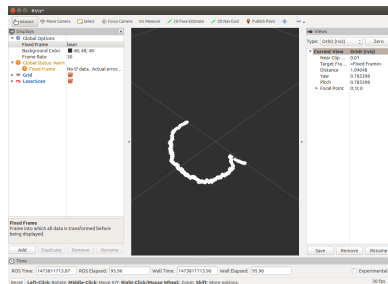 RViz*
Interact Move Camera Select Focus Camera Measure 2D Pose Estimate 2D Nav Goal Publish Point
Displays
Global Options
Fixed Frame laser
Background Color 48; 48; 48
Frame Rate 30
Global Status: Warn
Fixed Frame No tf data. Actual error...
Grid
LaserScan
Fixed Frame
Frame into which all data is transformed before
being displayed.
Add Duplicate Remove Rename
Views
Type: Orbit (rviz) Zero
Current View Orbit (rviz)
Near Clip ... 0.01
Target Fra... <Fixed Frame>
Distance 1.04048
Yaw 0.785398
Pitch 0.785398
Focal Point 0; 0; 0
Save Remove Rename
Time
ROS Time: 1473811713.87 ROS Elapsed: 95.96 Wall Time: 1473811713.90 Wall Elapsed: 95.96 Experimental
Reset Left-Click: Rotate. Middle-Click: Move X/Y. Right-Click/Mouse Wheel: Zoom. Shift: More options. 30 fps